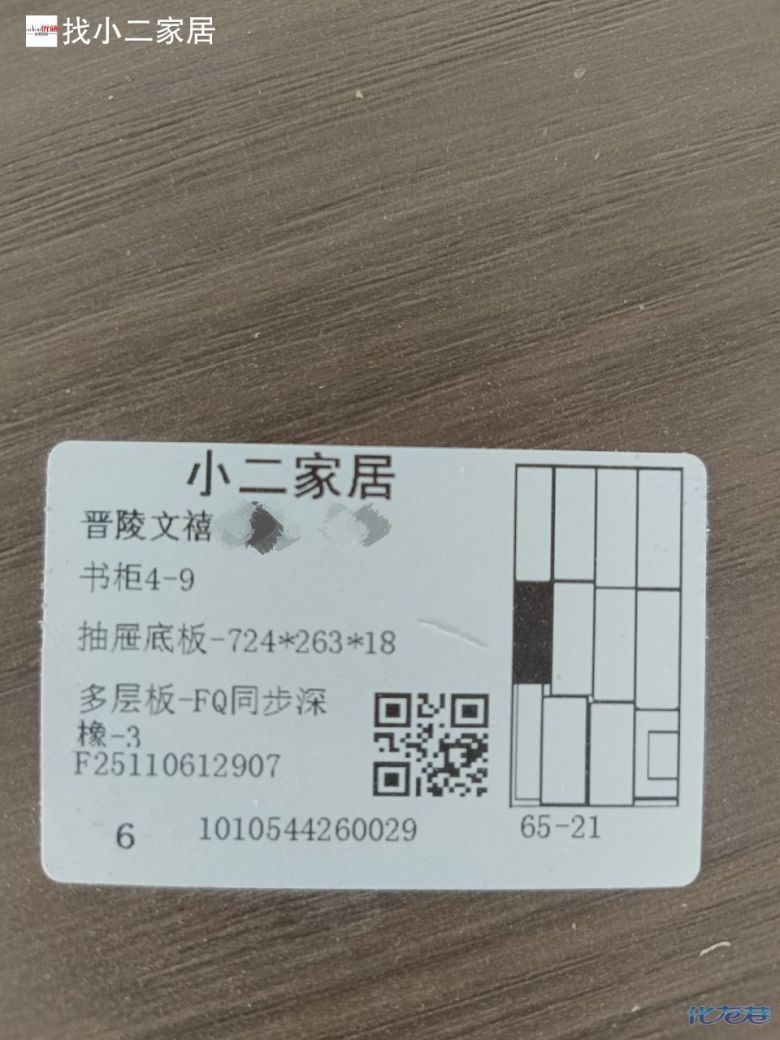 找小二家居
小二家居
晋陵文禧
书柜4-9
抽屉底板-724*263*18
多层板-FQ同步深
橡-3
F25110612907
6
1010544260029
65-21
化龙巷